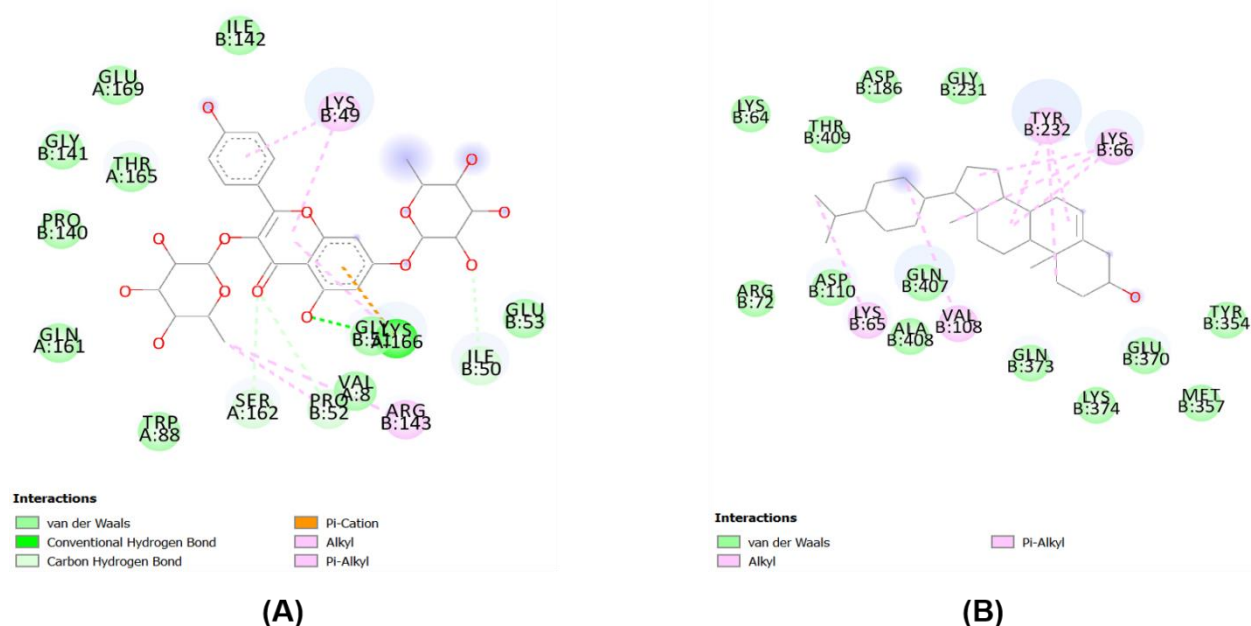 ILE
B:142
GLU
A:169
LYS
B:49
GLY
B:141
THR
A:165
PRO
B:140
GLN
A:161
TRP
A:88
SER
A:162
PRO
B:52
VAL
A:8
ARG
B:143
GLY
B:51
LYS
A:166
ILE
B:50
GLU
B:53
O
O
O
O
O
O
O
O
O
O
O
O
O
O
Interactions
van der Waals
Conventional Hydrogen Bond
Carbon Hydrogen Bond
Pi-Cation
Alkyl
Pi-Alkyl
(A)
LYS
B:64
ASP
B:186
GLY
B:231
THR
B:409
TYR
B:232
LYS
B:66
ARG
B:72
ASP
B:110
LYS
B:65
GLN
B:407
ALA
B:408
VAL
B:108
GLN
B:373
LYS
B:374
GLU
B:370
TYR
B:354
MET
B:357
O
Interactions
van der Waals
Alkyl
Pi-Alkyl
(B)